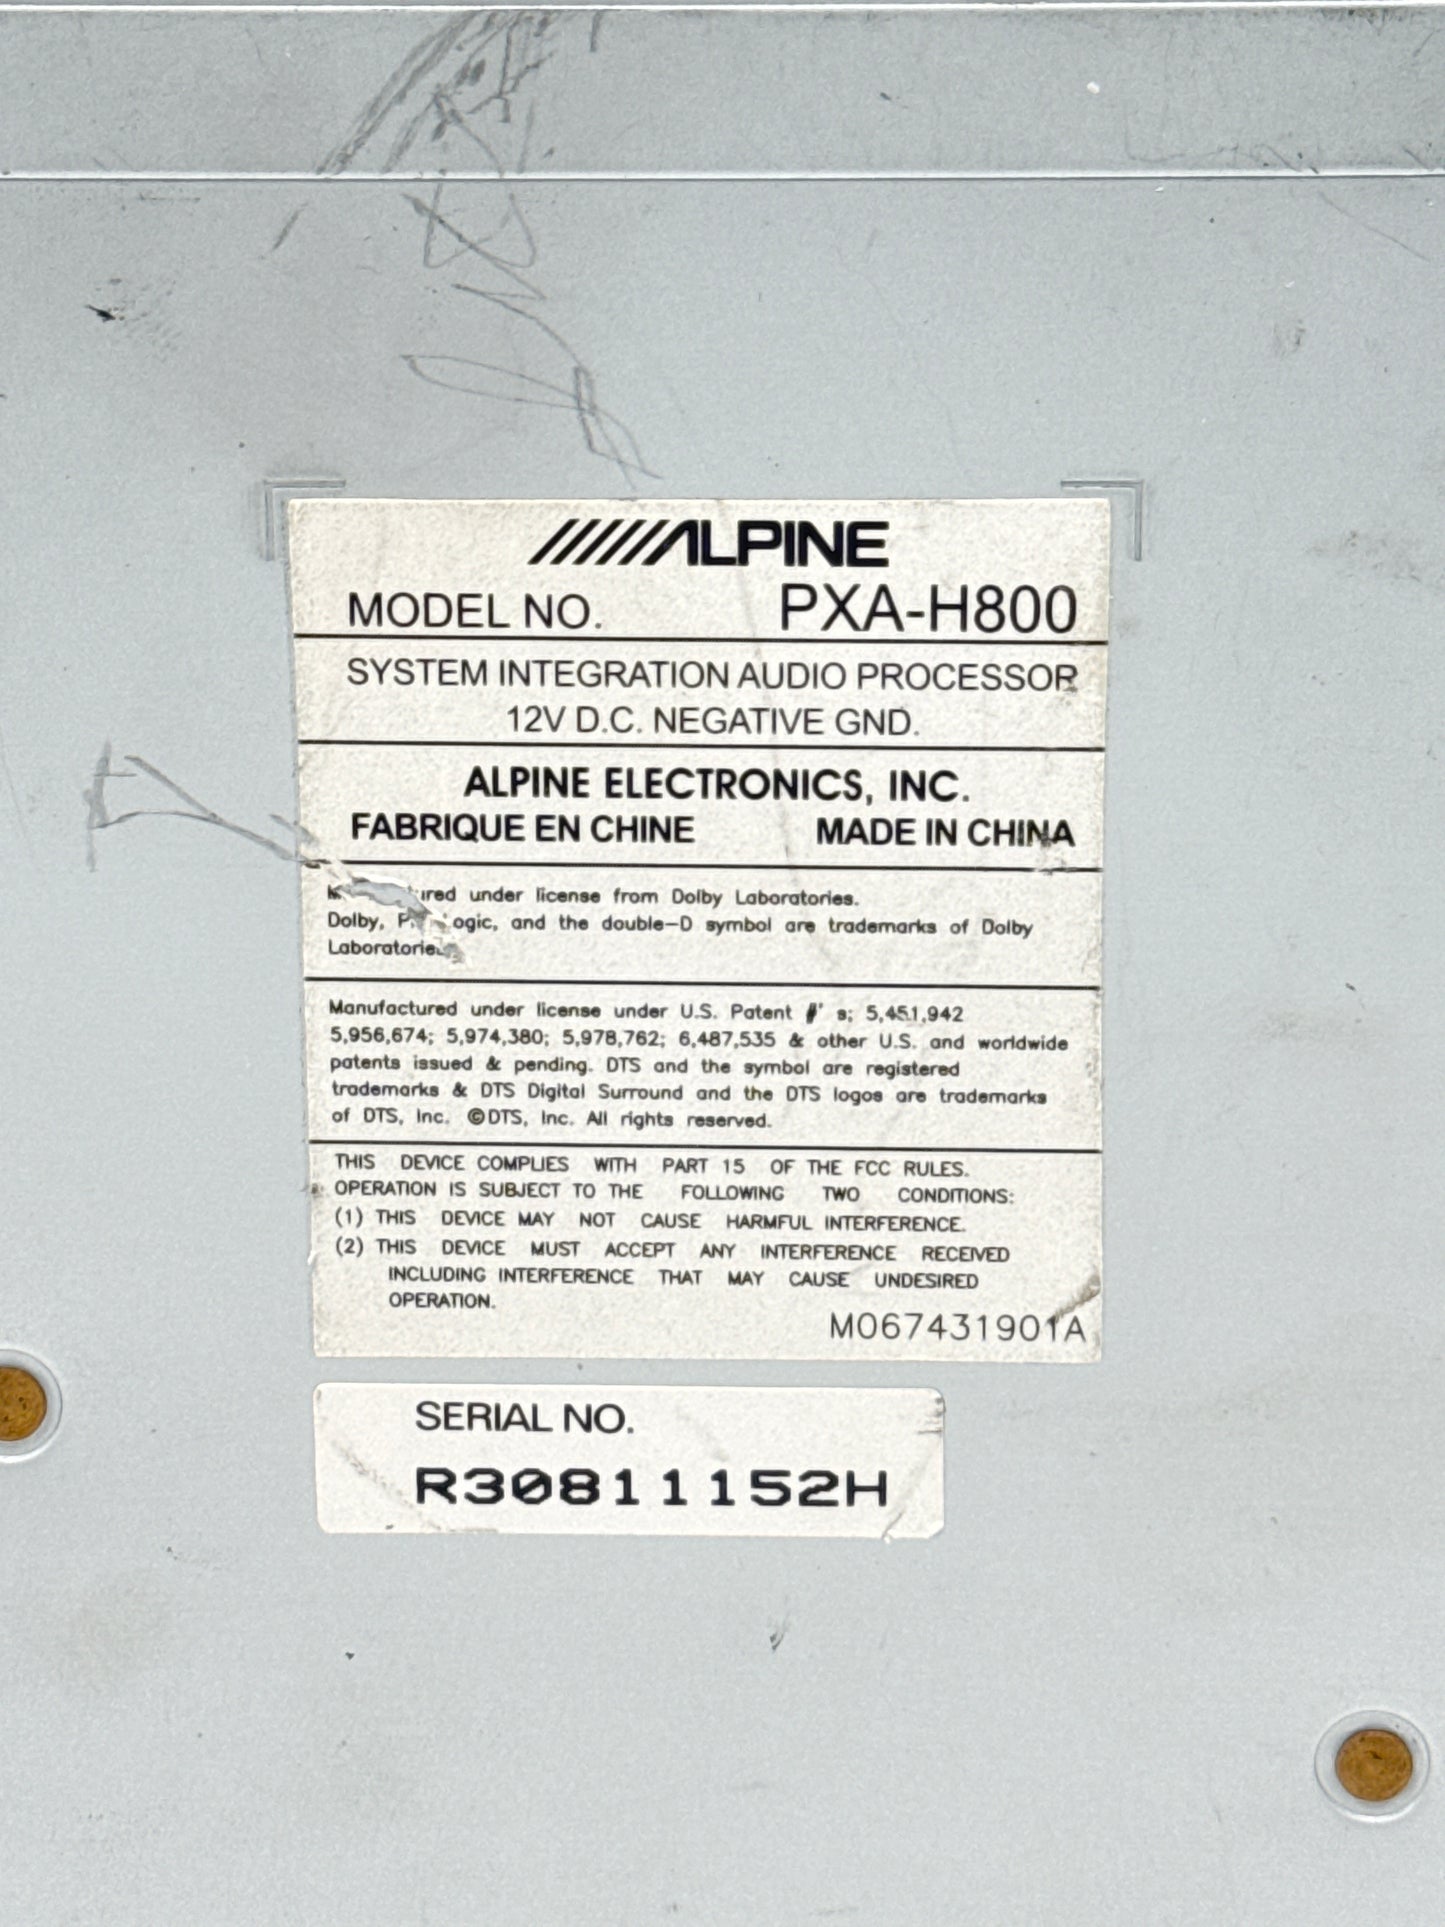 ALPINE
MODEL NO. PXA-H800
SYSTEM INTEGRATION AUDIO PROCESSOR
12V D.C. NEGATIVE GND.
ALPINE ELECTRONICS, INC.
FABRIQUE EN CHINE MADE IN CHINA
under license from Dolby Laboratories.
Dolby, and the double-D symbol are trademarks of Dolby
Laboratories
Manufactured under license under U.S. Patent #' s; 5,451,942
5,956,674; 5,974,380; 5,978,762; 6,487,535 & other U.S. and worldwide
patents issued & pending. DTS and the symbol are registered
trademarks & DTS Digital Surround and the DTS logos are trademarks
of DTS, Inc. ©DTS, Inc. All rights reserved.
THIS DEVICE COMPLIES WITH PART 15 OF THE FCC RULES.
OPERATION IS SUBJECT TO THE FOLLOWING TWO CONDITIONS:
(1) THIS DEVICE MAY NOT CAUSE HARMFUL INTERFERENCE.
(2) THIS DEVICE MUST ACCEPT ANY INTERFERENCE RECEIVED
INCLUDING INTERFERENCE THAT MAY CAUSE UNDESIRED
OPERATION.
M067431901A
SERIAL NO.
R30811152H